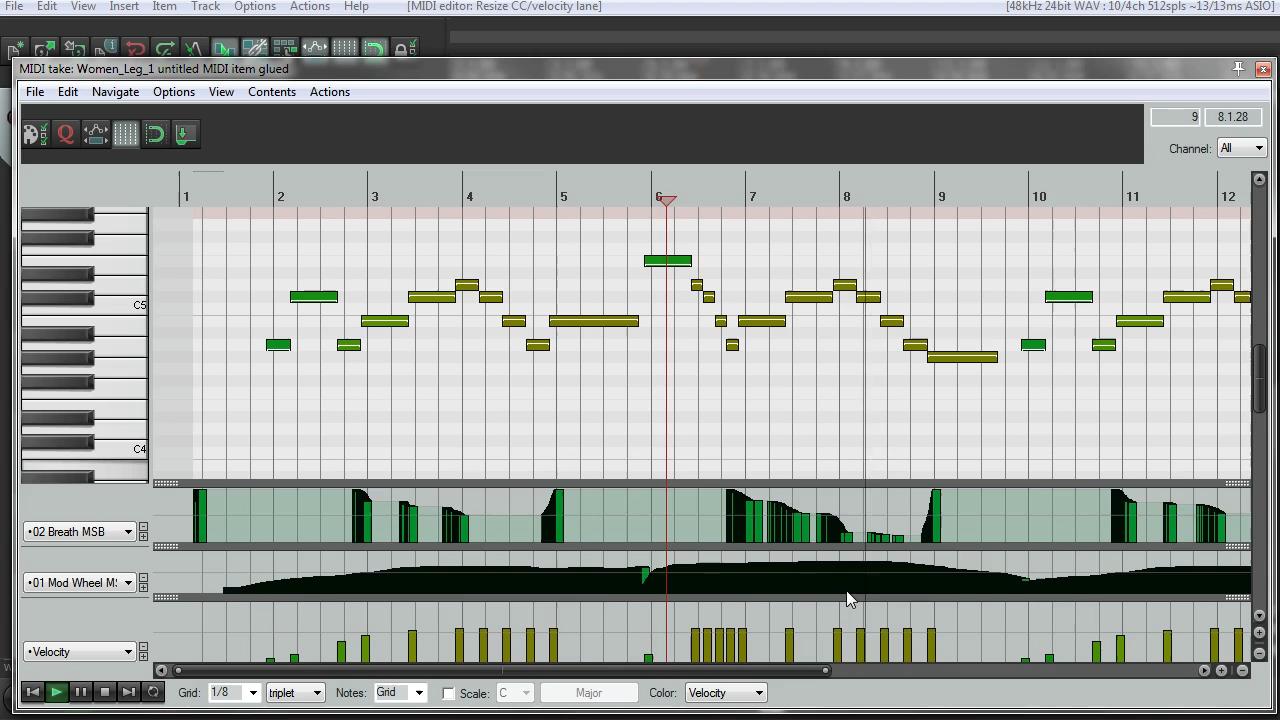 File Edit View Insert Item Track Options Actions Help [MIDI editor: Resize CC/velocity lane] [48kHz 24bit WAV : 10/4ch 512spls ~13/13ms ASIO]
MIDI take: Women_Leg_1 untitled MIDI item glued
File Edit Navigate Options View Contents Actions
9 8.1.28
Q
Channel: All
1 2 3 4 5 6 7 8 9 10 11 12
C5
C4
•02 Breath MSB
•01 Mod Wheel MS
•Velocity
Grid: 1/8 triplet Notes: Grid Scale: C Major Color: Velocity